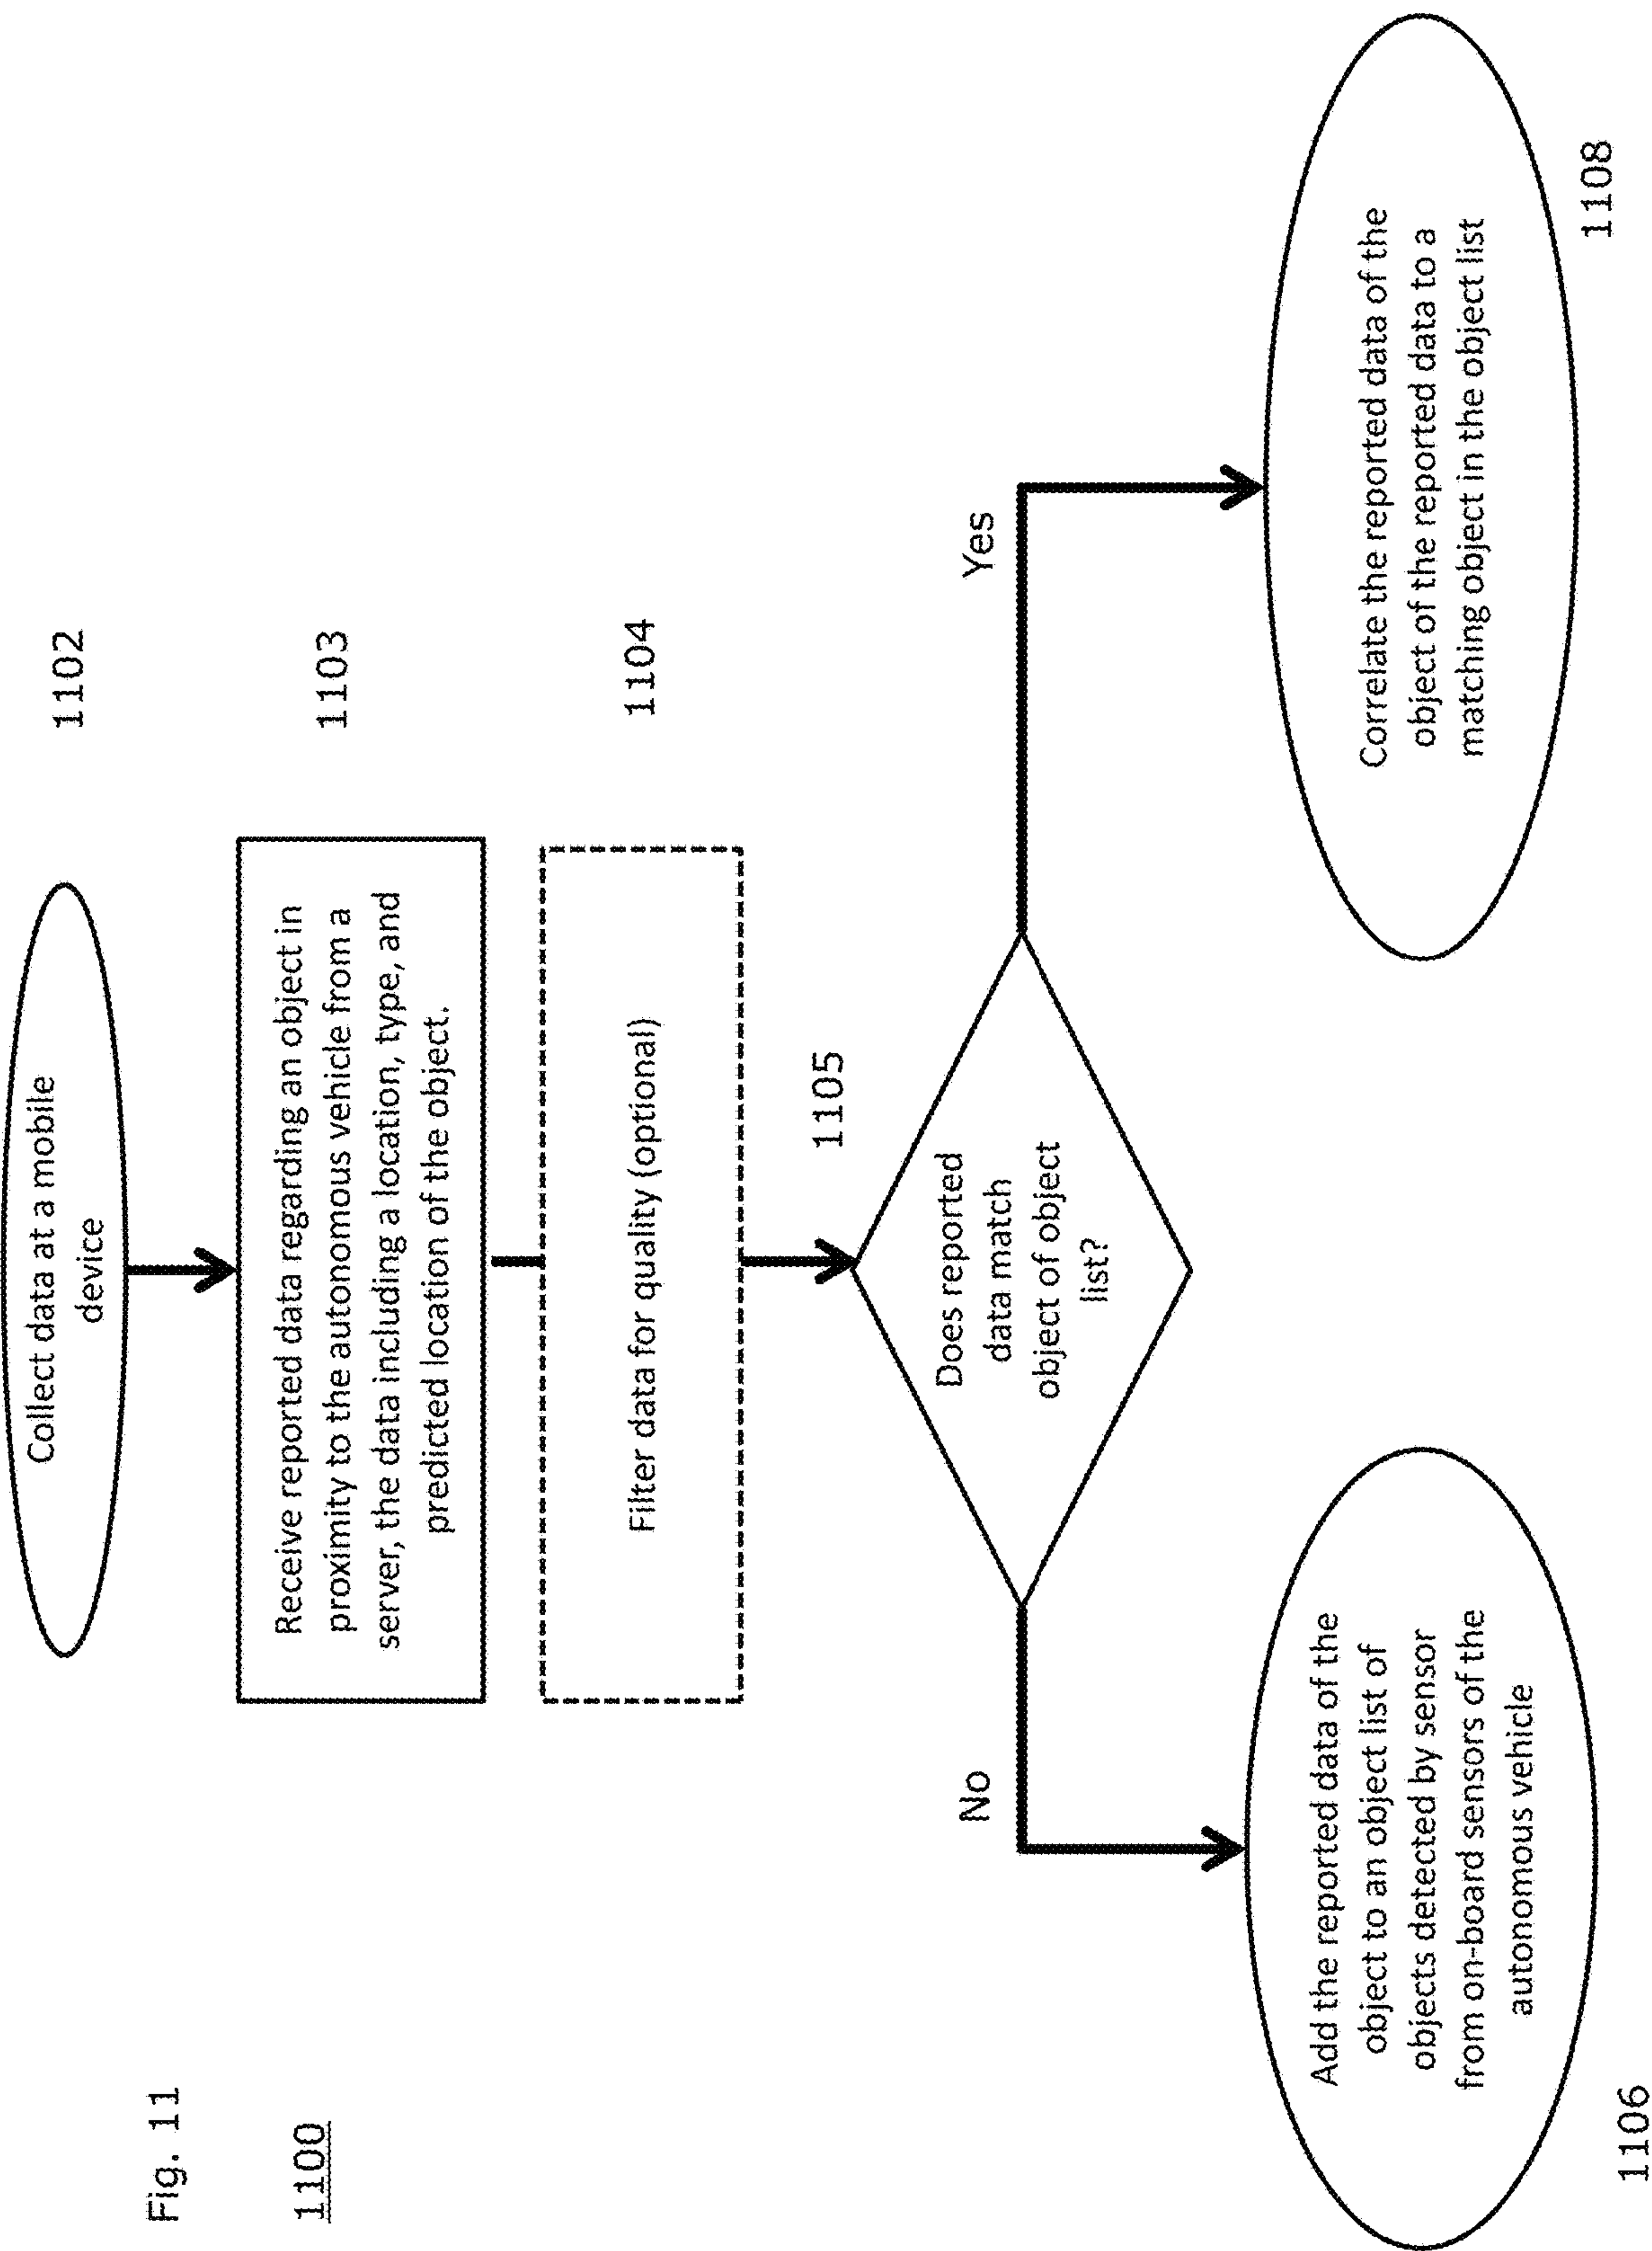 Fig. 11
1100
Collect data at a mobile
device
1102
Receive reported data regarding an object in
proximity to the autonomous vehicle from a
server, the data including a location, type, and
predicted location of the object.
1103
Filter data for quality (optional)
1104
1105
Does reported
data match
object of object
list?
No
Yes
Add the reported data of the
object to an object list of
objects detected by sensor
from on-board sensors of the
autonomous vehicle
1106
Correlate the reported data of the
object of the reported data to a
matching object in the object list
1108